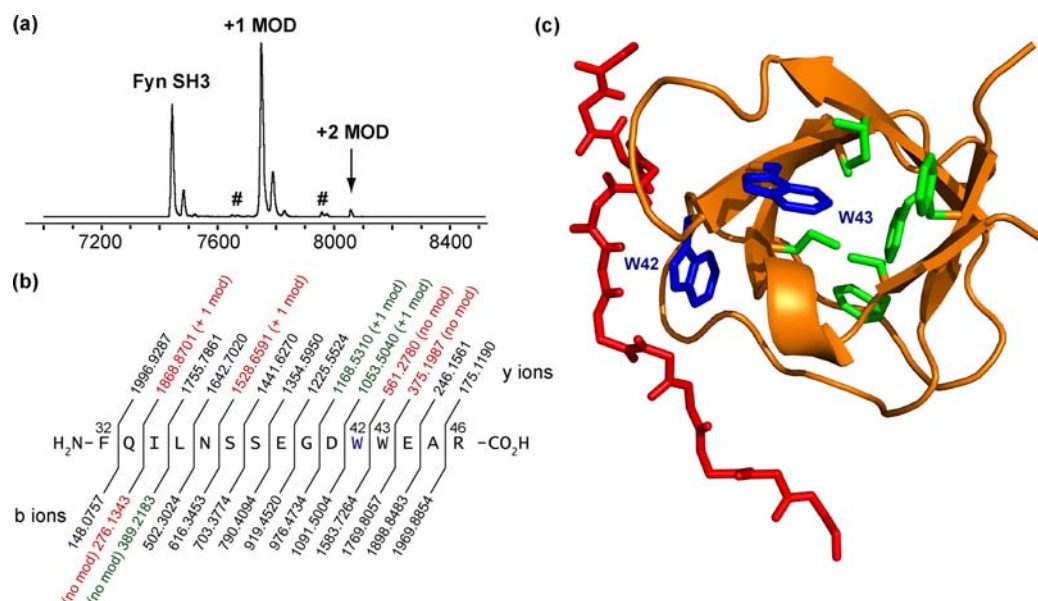 (a)
Fyn SH3
+1 MOD
+2 MOD
#
#
7200
7600
8000
8400
(b)
1996.9287
1868.8701 (+ 1 mod)
1755.7861
1642.7020
1528.6591 (+ 1 mod)
1441.6270
1354.5950
1225.5524
1168.5310 (+1 mod)
1053.5040 (+1 mod)
561.2780 (no mod)
375.1987 (no mod)
246.1561
175.1190
y ions
32
42
43
46
H₂N–F Q I L N S S E G D W W E A R –CO₂H
b ions
148.0757
(no mod) 276.1343
(no mod) 389.2183
502.3024
616.3453
703.3774
790.4094
919.4520
976.4734
1091.5004
1583.7264
1769.8057
1898.8483
1969.8854
(c)
W43
W42